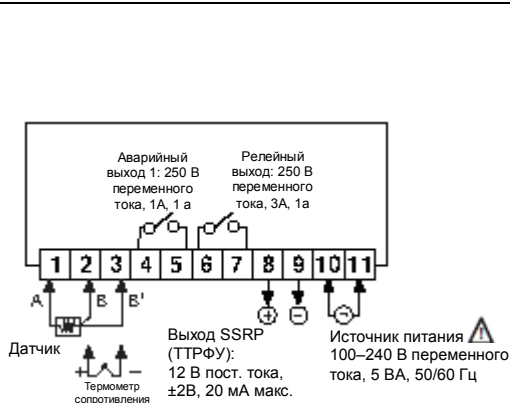 Аварийный
выход 1: 250 В
переменного
тока, 1А, 1 а
Релейный
выход: 250 В
переменного
тока, 3А, 1а
1 2 3 4 5 6 7 8 9 10 11
A B B'
Датчик
+ –
Термометр
сопротивления
Выход SSRP
(ТТРФУ):
12 В пост. тока,
±2В, 20 мА макс.
+ –
Источник питания
100–240 В переменного
тока, 5 ВА, 50/60 Гц